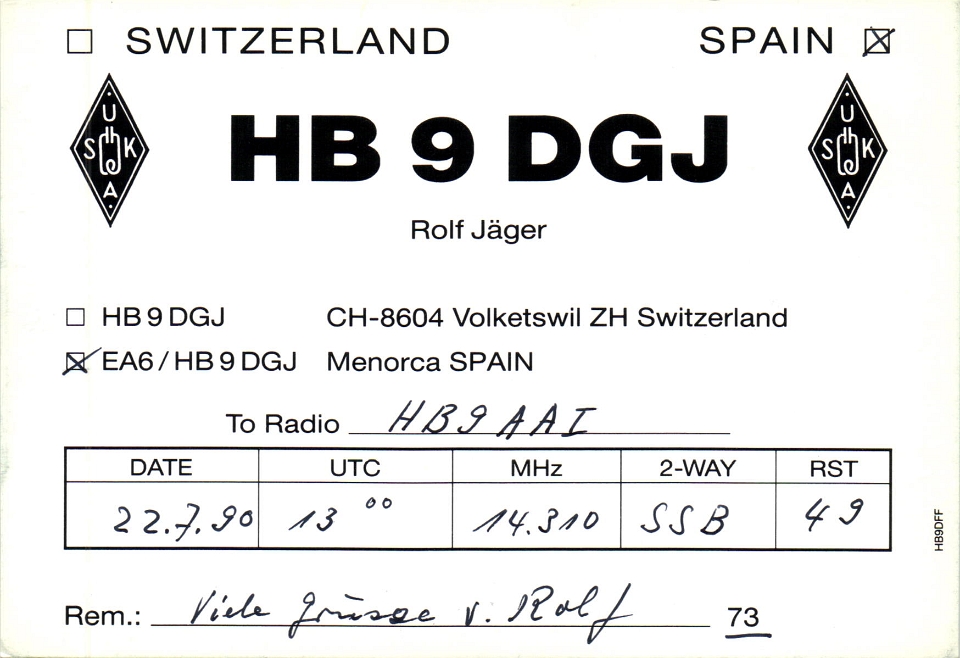 ☐ SWITZERLAND SPAIN ☒
USKA USKA
HB 9 DGJ
Rolf Jäger
☐ HB 9 DGJ CH-8604 Volketswil ZH Switzerland
☒ EA6 / HB 9 DGJ Menorca SPAIN
To Radio HB9AAI
DATE UTC MHz 2-WAY RST
22.7.90 13 00 14.310 SSB 49
HB9DFF
Rem.: Viele Grüsse v. Rolf 73